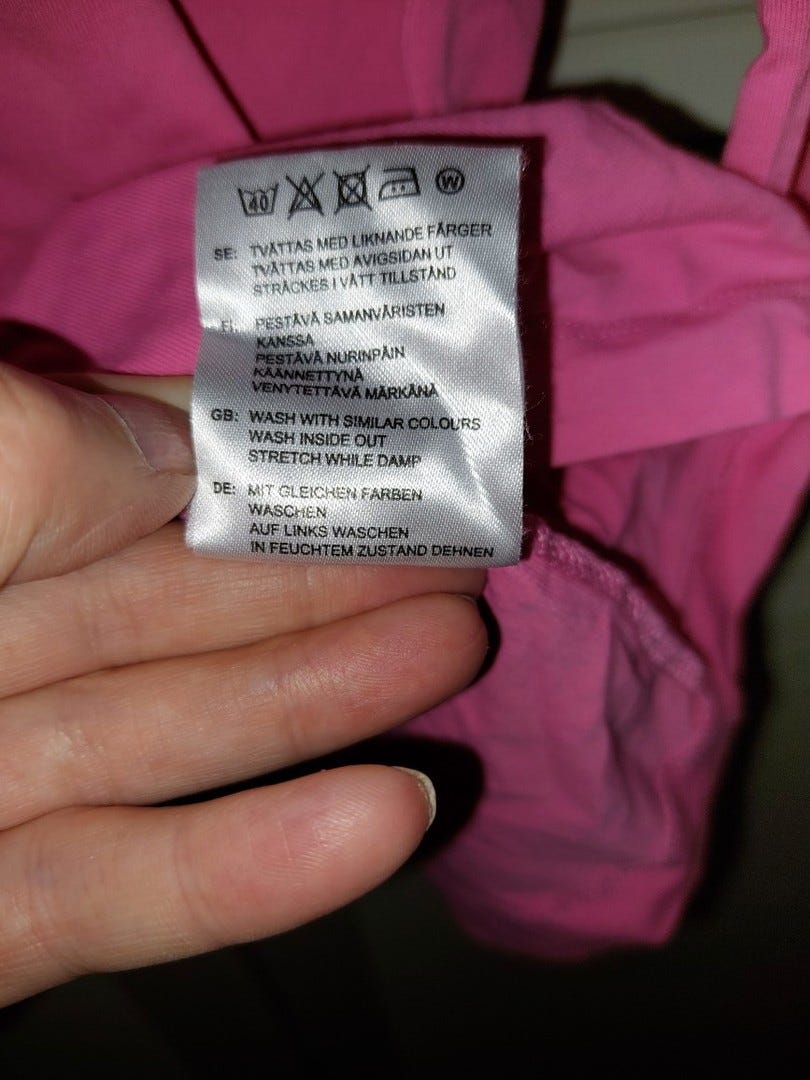 40 W
SE: TVÄTTAS MED LIKNANDE FÄRGER
TVÄTTAS MED AVIGSIDAN UT
STRÄCKES I VÅTT TILLSTÅND
FI: PESTÄVÄ SAMANVÄRISTEN
KANSSA
PESTÄVÄ NURINPÄIN
KÄÄNNETTYNÄ
VENYTETTÄVÄ MÄRKÄNÄ
GB: WASH WITH SIMILAR COLOURS
WASH INSIDE OUT
STRETCH WHILE DAMP
DE: MIT GLEICHEN FARBEN
WASCHEN
AUF LINKS WASCHEN
IN FEUCHTEM ZUSTAND DEHNEN